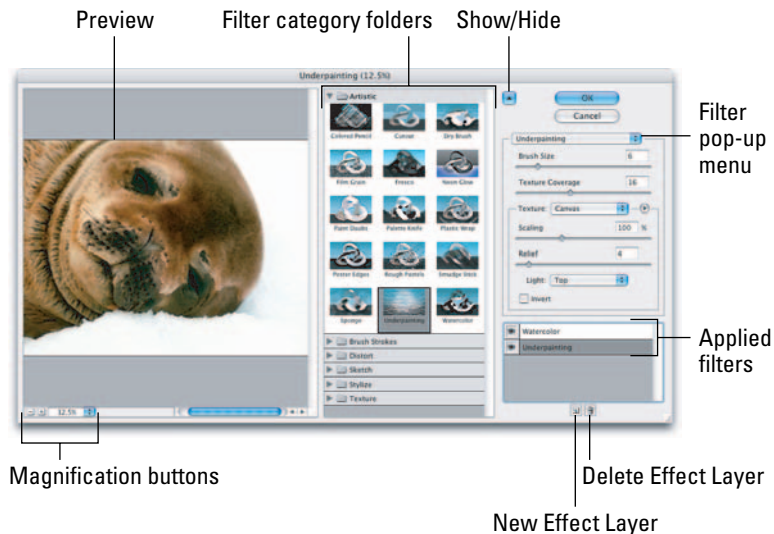 Preview
Filter category folders
Show/Hide
Underpainting (12.5%)
Artistic
Colored Pencil
Cutout
Dry Brush
Film Grain
Fresco
Neon Glow
Paint Daubs
Palette Knife
Plastic Wrap
Poster Edges
Rough Pastels
Smudge Stick
Sponge
Underpainting
Watercolor
Brush Strokes
Distort
Sketch
Stylize
Texture
12.5%
OK
Cancel
Underpainting
Brush Size 6
Texture Coverage 16
Texture: Canvas
Scaling 100 %
Relief 4
Light: Top
Invert
Watercolor
Underpainting
Filter
pop-up
menu
Applied
filters
Magnification buttons
Delete Effect Layer
New Effect Layer